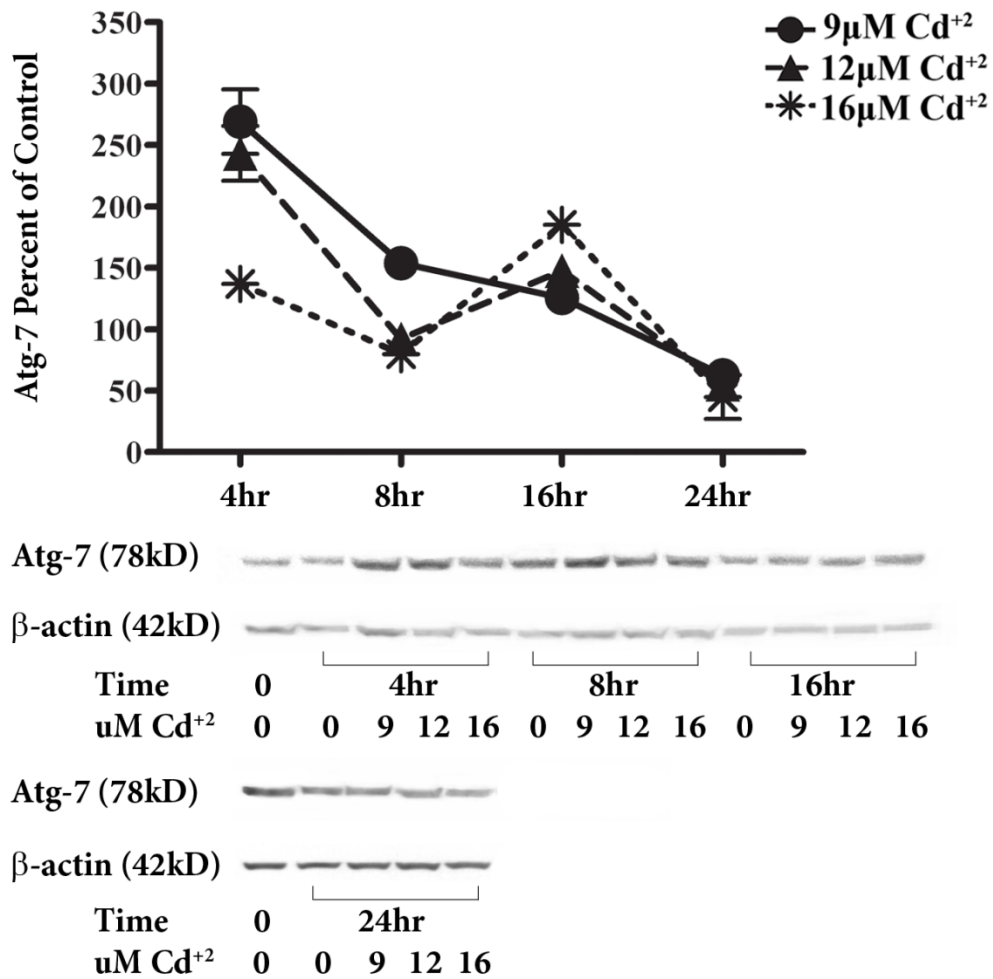 Atg-7 Percent of Control
350
300
250
200
150
100
50
0
9μM Cd⁺²
12μM Cd⁺²
16μM Cd⁺²
4hr 8hr 16hr 24hr
Atg-7 (78kD)
β-actin (42kD)
Time 0 4hr 8hr 16hr
uM Cd⁺² 0 0 9 12 16 0 9 12 16 0 9 12 16
Atg-7 (78kD)
β-actin (42kD)
Time 0 24hr
uM Cd⁺² 0 0 9 12 16